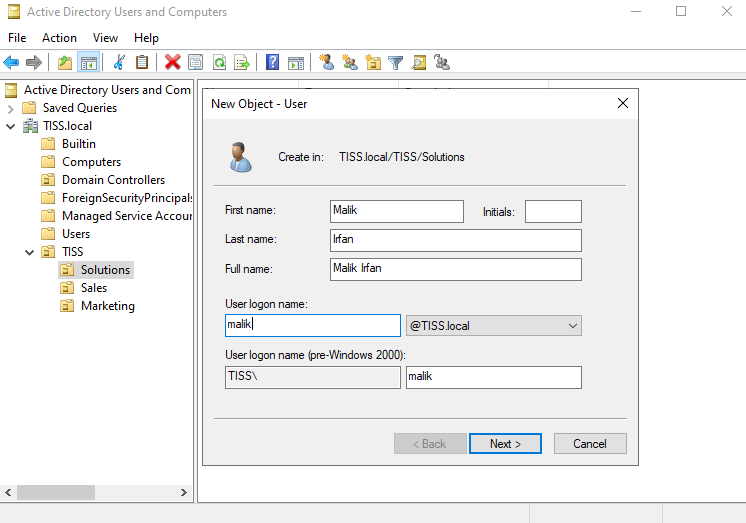 Active Directory Users and Computers
File Action View Help
Active Directory Users and Com
Saved Queries
TISS.local
Builtin
Computers
Domain Controllers
ForeignSecurityPrincipals
Managed Service Accour
Users
TISS
Solutions
Sales
Marketing
New Object - User
Create in: TISS.local/TISS/Solutions
First name: Malik Initials:
Last name: Irfan
Full name: Malik Irfan
User logon name:
malik @TISS.local
User logon name (pre-Windows 2000):
TISS\ malik
< Back Next > Cancel